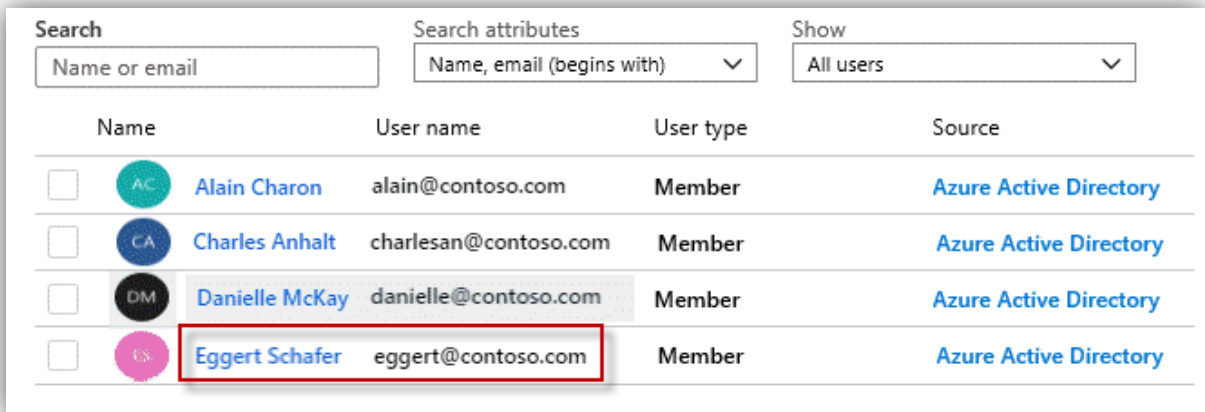 Search Search attributes Show
Name or email Name, email (begins with) All users
Name User name User type Source
AC Alain Charon alain@contoso.com Member Azure Active Directory
CA Charles Anhalt charlesan@contoso.com Member Azure Active Directory
DM Danielle McKay danielle@contoso.com Member Azure Active Directory
Eggert Schafer eggert@contoso.com Member Azure Active Directory